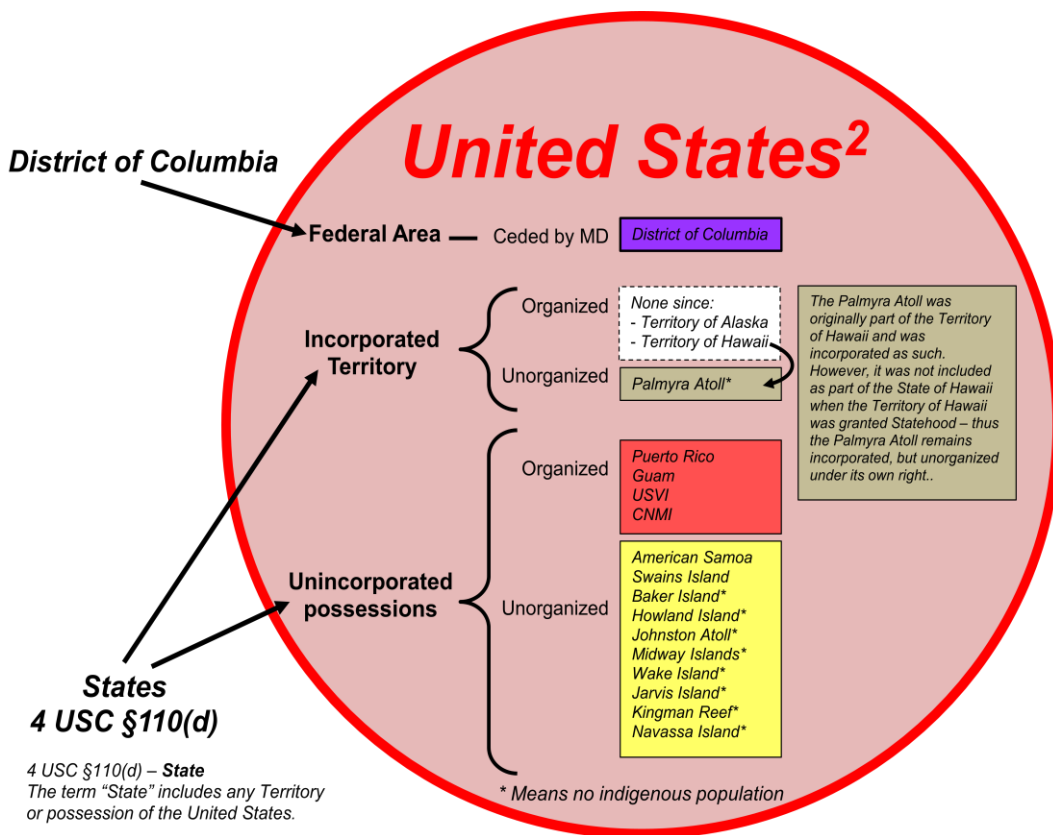 United States²
District of Columbia
Federal Area
Ceded by MD
District of Columbia
Incorporated
Territory
Organized
None since:
- Territory of Alaska
- Territory of Hawaii
Unorganized
Palmyra Atoll*
The Palmyra Atoll was
originally part of the Territory
of Hawaii and was
incorporated as such.
However, it was not included
as part of the State of Hawaii
when the Territory of Hawaii
was granted Statehood – thus
the Palmyra Atoll remains
incorporated, but unorganized
under its own right..
Unincorporated
possessions
Organized
Puerto Rico
Guam
USVI
CNMI
Unorganized
American Samoa
Swains Island
Baker Island*
Howland Island*
Johnston Atoll*
Midway Islands*
Wake Island*
Jarvis Island*
Kingman Reef*
Navassa Island*
States
4 USC §110(d)
4 USC §110(d) – State
The term “State” includes any Territory
or possession of the United States.
* Means no indigenous population